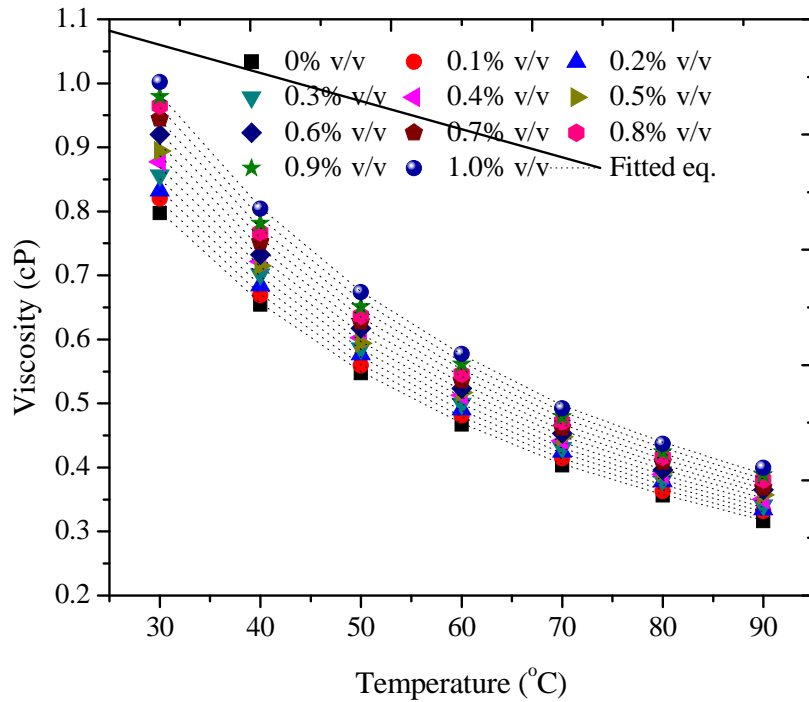 1.1
1.0
0.9
0.8
0.7
0.6
0.5
0.4
0.3
0.2
Viscosity (cP)
0% v/v 0.1% v/v 0.2% v/v
0.3% v/v 0.4% v/v 0.5% v/v
0.6% v/v 0.7% v/v 0.8% v/v
0.9% v/v 1.0% v/v Fitted eq.
30 40 50 60 70 80 90
Temperature (°C)